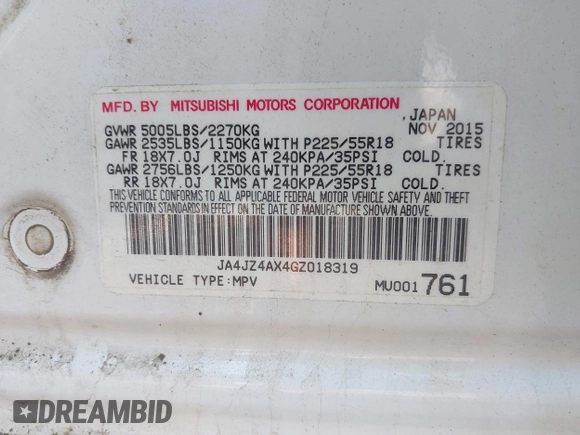 MFD. BY MITSUBISHI MOTORS CORPORATION, JAPAN
GVWR 5005LBS/2270KG NOV 2015
GAWR 2535LBS/1150KG WITH P225/55R18 TIRES
FR 18X7.0J RIMS AT 240KPA/35PSI COLD.
GAWR 2756LBS/1250KG WITH P225/55R18 TIRES
RR 18X7.0J RIMS AT 240KPA/35PSI COLD.
THIS VEHICLE CONFORMS TO ALL APPLICABLE FEDERAL MOTOR VEHICLE SAFETY AND THEFT
PREVENTION STANDARDS IN EFFECT ON THE DATE OF MANUFACTURE SHOWN ABOVE.
JA4JZ4AX4GZ018319
VEHICLE TYPE:MPV MU001761
DREAMBID